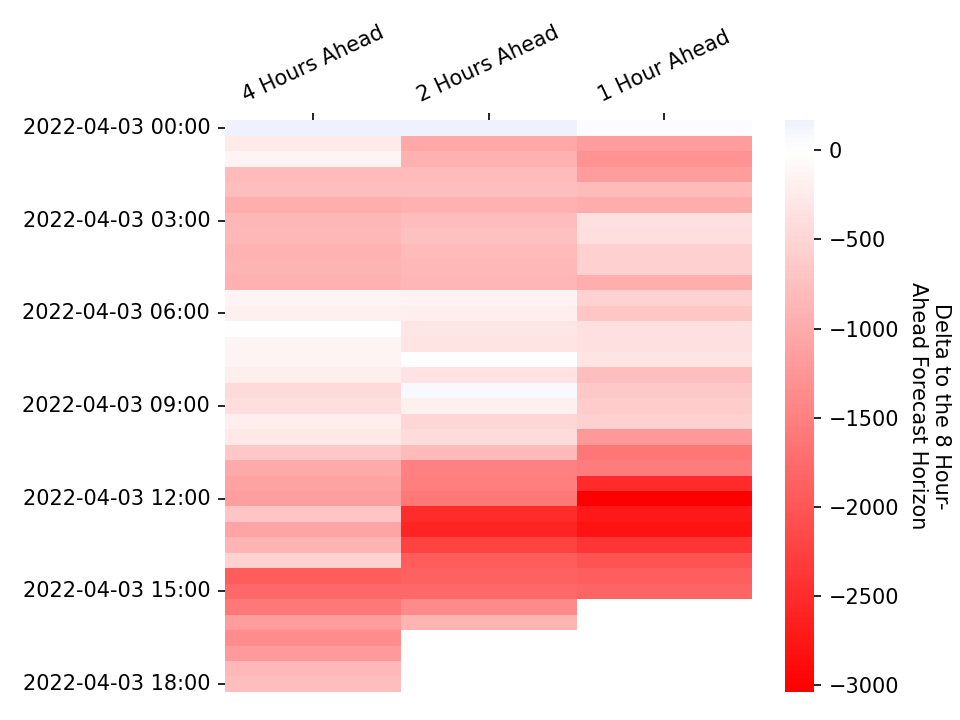 4 Hours Ahead
2 Hours Ahead
1 Hour Ahead
2022-04-03 00:00
2022-04-03 03:00
2022-04-03 06:00
2022-04-03 09:00
2022-04-03 12:00
2022-04-03 15:00
2022-04-03 18:00
0
−500
−1000
−1500
−2000
−2500
−3000
Delta to the 8 Hour-
Ahead Forecast Horizon